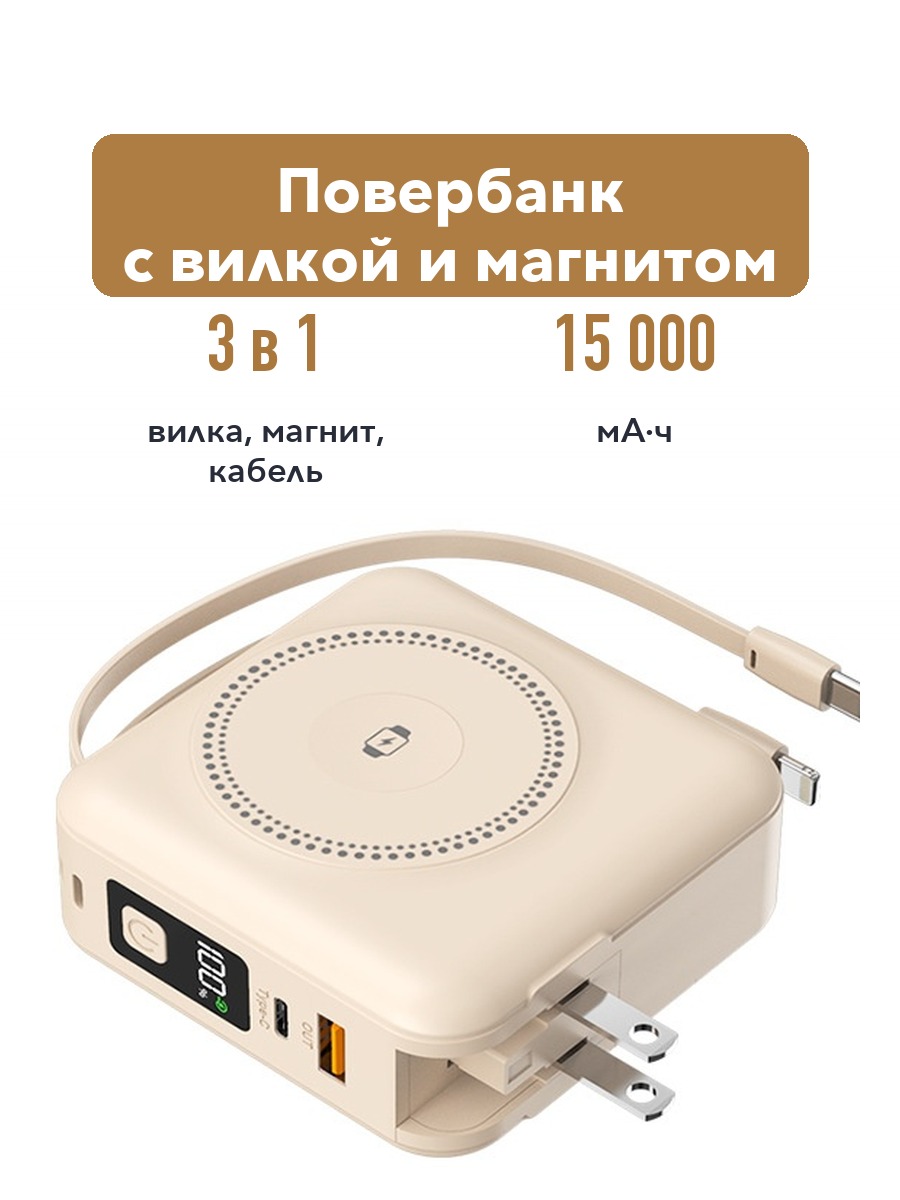 Повербанк
с вилкой и магнитом
3 в 1
15 000
вилка, магнит,
кабель
мА·ч
100
%
Type-C
OUT